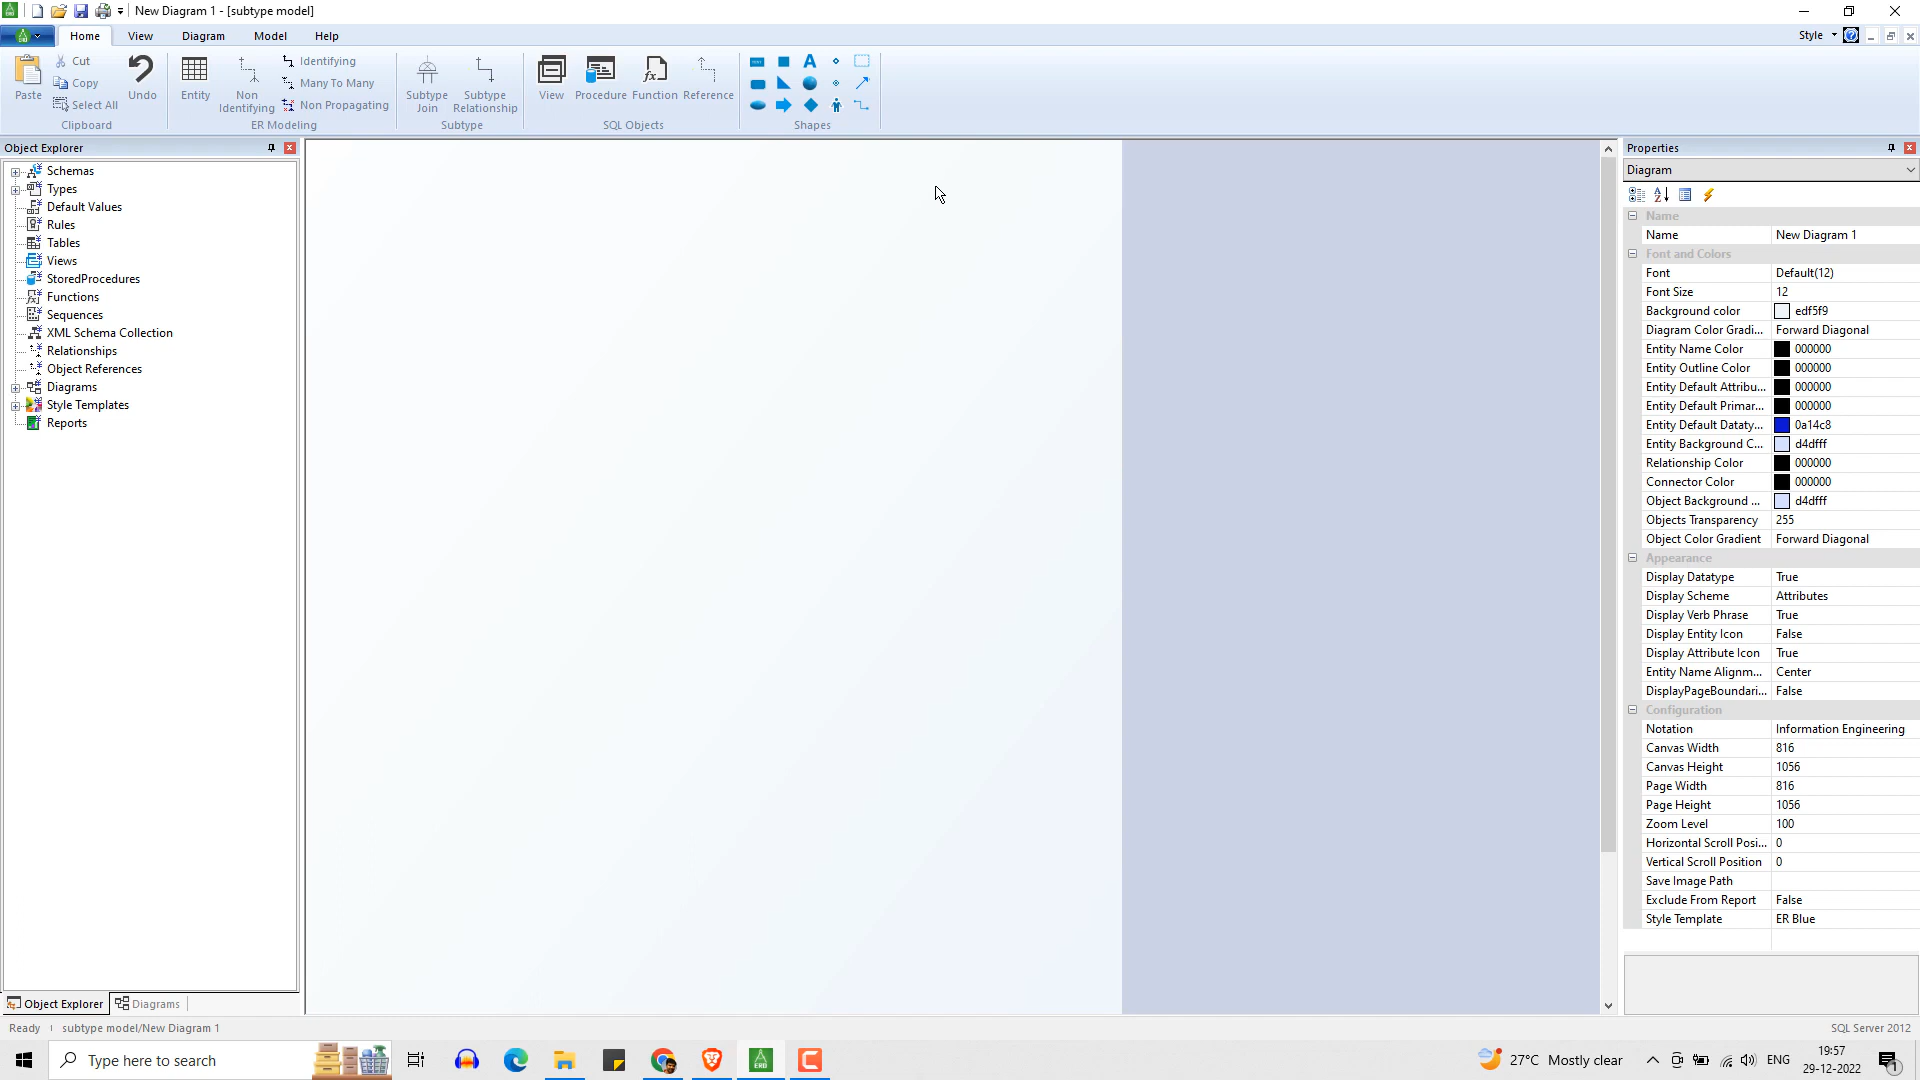 New Diagram 1 - [subtype model]
Home
View
Diagram
Model
Help
Style
Paste
Cut
Copy
Select All
Undo
Clipboard
Entity
Non
Identifying
Identifying
Many To Many
Non Propagating
ER Modeling
Subtype
Join
Subtype
Relationship
Subtype
View
Procedure
Function
Reference
SQL Objects
Shapes
Object Explorer
Schemas
Types
Default Values
Rules
Tables
Views
StoredProcedures
Functions
Sequences
XML Schema Collection
Relationships
Object References
Diagrams
Style Templates
Reports
Object Explorer
Diagrams
Properties
Diagram
Name
Name New Diagram 1
Font and Colors
Font Default(12)
Font Size 12
Background color edf5f9
Diagram Color Gradi... Forward Diagonal
Entity Name Color 000000
Entity Outline Color 000000
Entity Default Attribu... 000000
Entity Default Primar... 000000
Entity Default Dataty... 0a14c8
Entity Background C... d4dfff
Relationship Color 000000
Connector Color 000000
Object Background ... d4dfff
Objects Transparency 255
Object Color Gradient Forward Diagonal
Appearance
Display Datatype True
Display Scheme Attributes
Display Verb Phrase True
Display Entity Icon False
Display Attribute Icon True
Entity Name Alignm... Center
DisplayPageBoundari... False
Configuration
Notation Information Engineering
Canvas Width 816
Canvas Height 1056
Page Width 816
Page Height 1056
Zoom Level 100
Horizontal Scroll Posi... 0
Vertical Scroll Position 0
Save Image Path
Exclude From Report False
Style Template ER Blue
Ready
subtype model/New Diagram 1
SQL Server 2012
Type here to search
ERD
27°C Mostly clear
ENG
19:57
29-12-2022
1